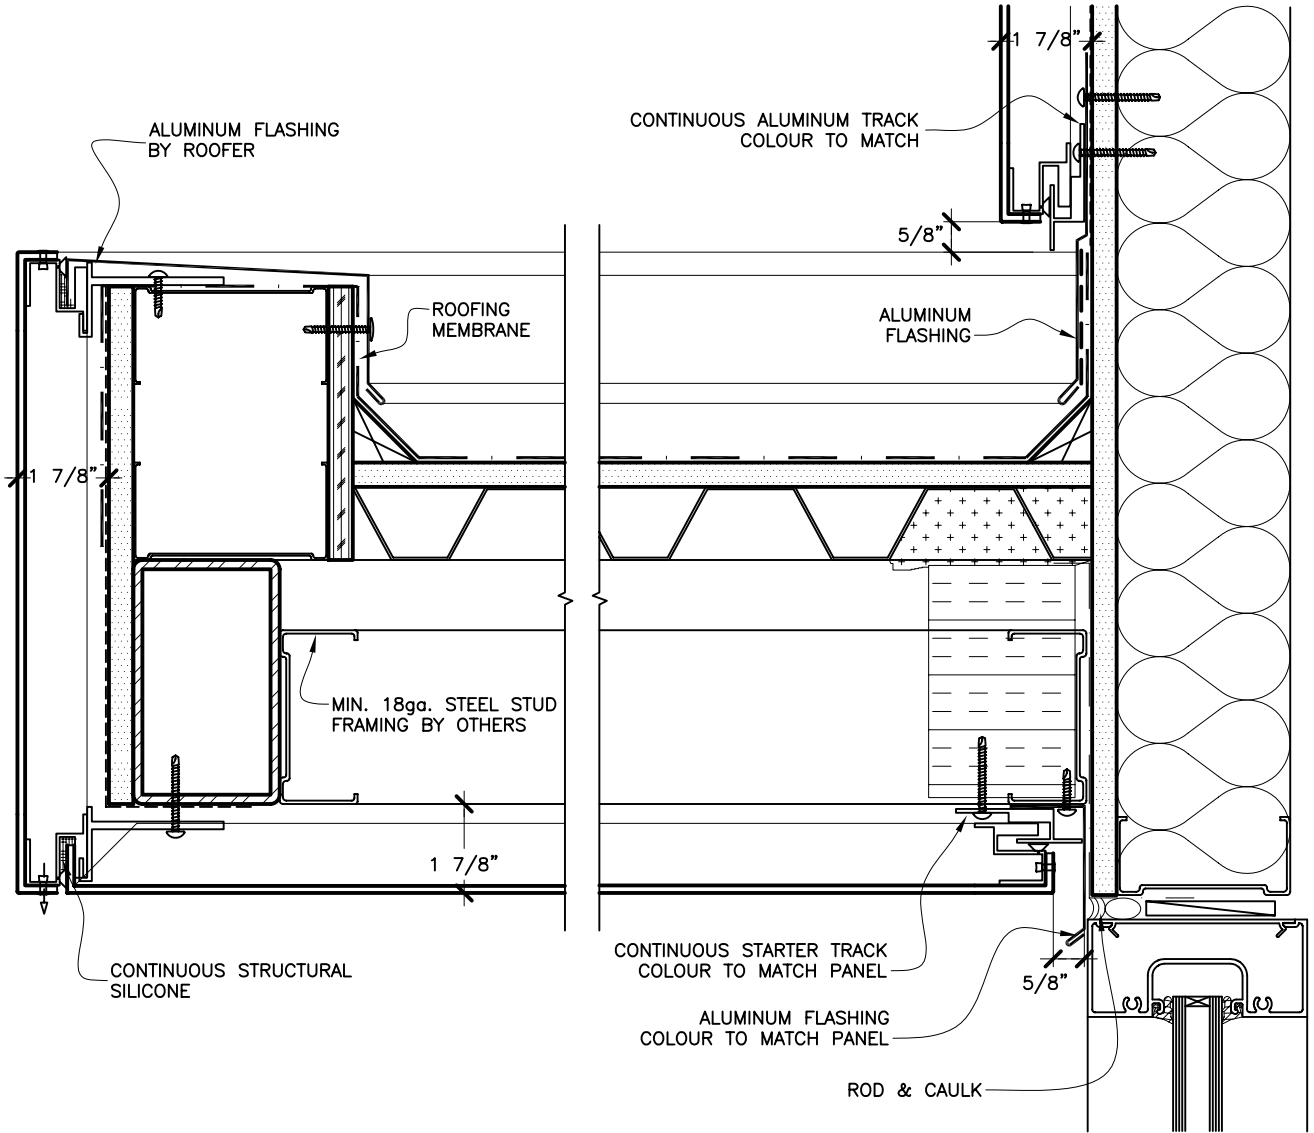 1 7/8"
CONTINUOUS ALUMINUM TRACK
COLOUR TO MATCH
ALUMINUM FLASHING
BY ROOFER
5/8"
ROOFING
MEMBRANE
ALUMINUM
FLASHING
1 7/8"
MIN. 18ga. STEEL STUD
FRAMING BY OTHERS
1 7/8"
CONTINUOUS STARTER TRACK
COLOUR TO MATCH PANEL
CONTINUOUS STRUCTURAL
SILICONE
5/8"
ALUMINUM FLASHING
COLOUR TO MATCH PANEL
ROD & CAULK